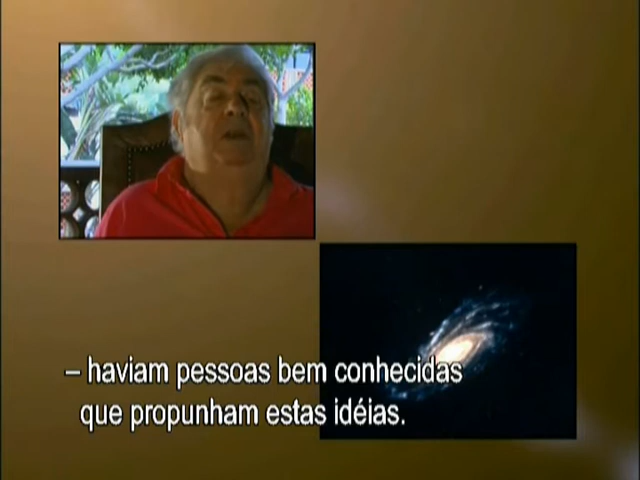 – haviam pessoas bem conhecidas
que propunham estas idéias.